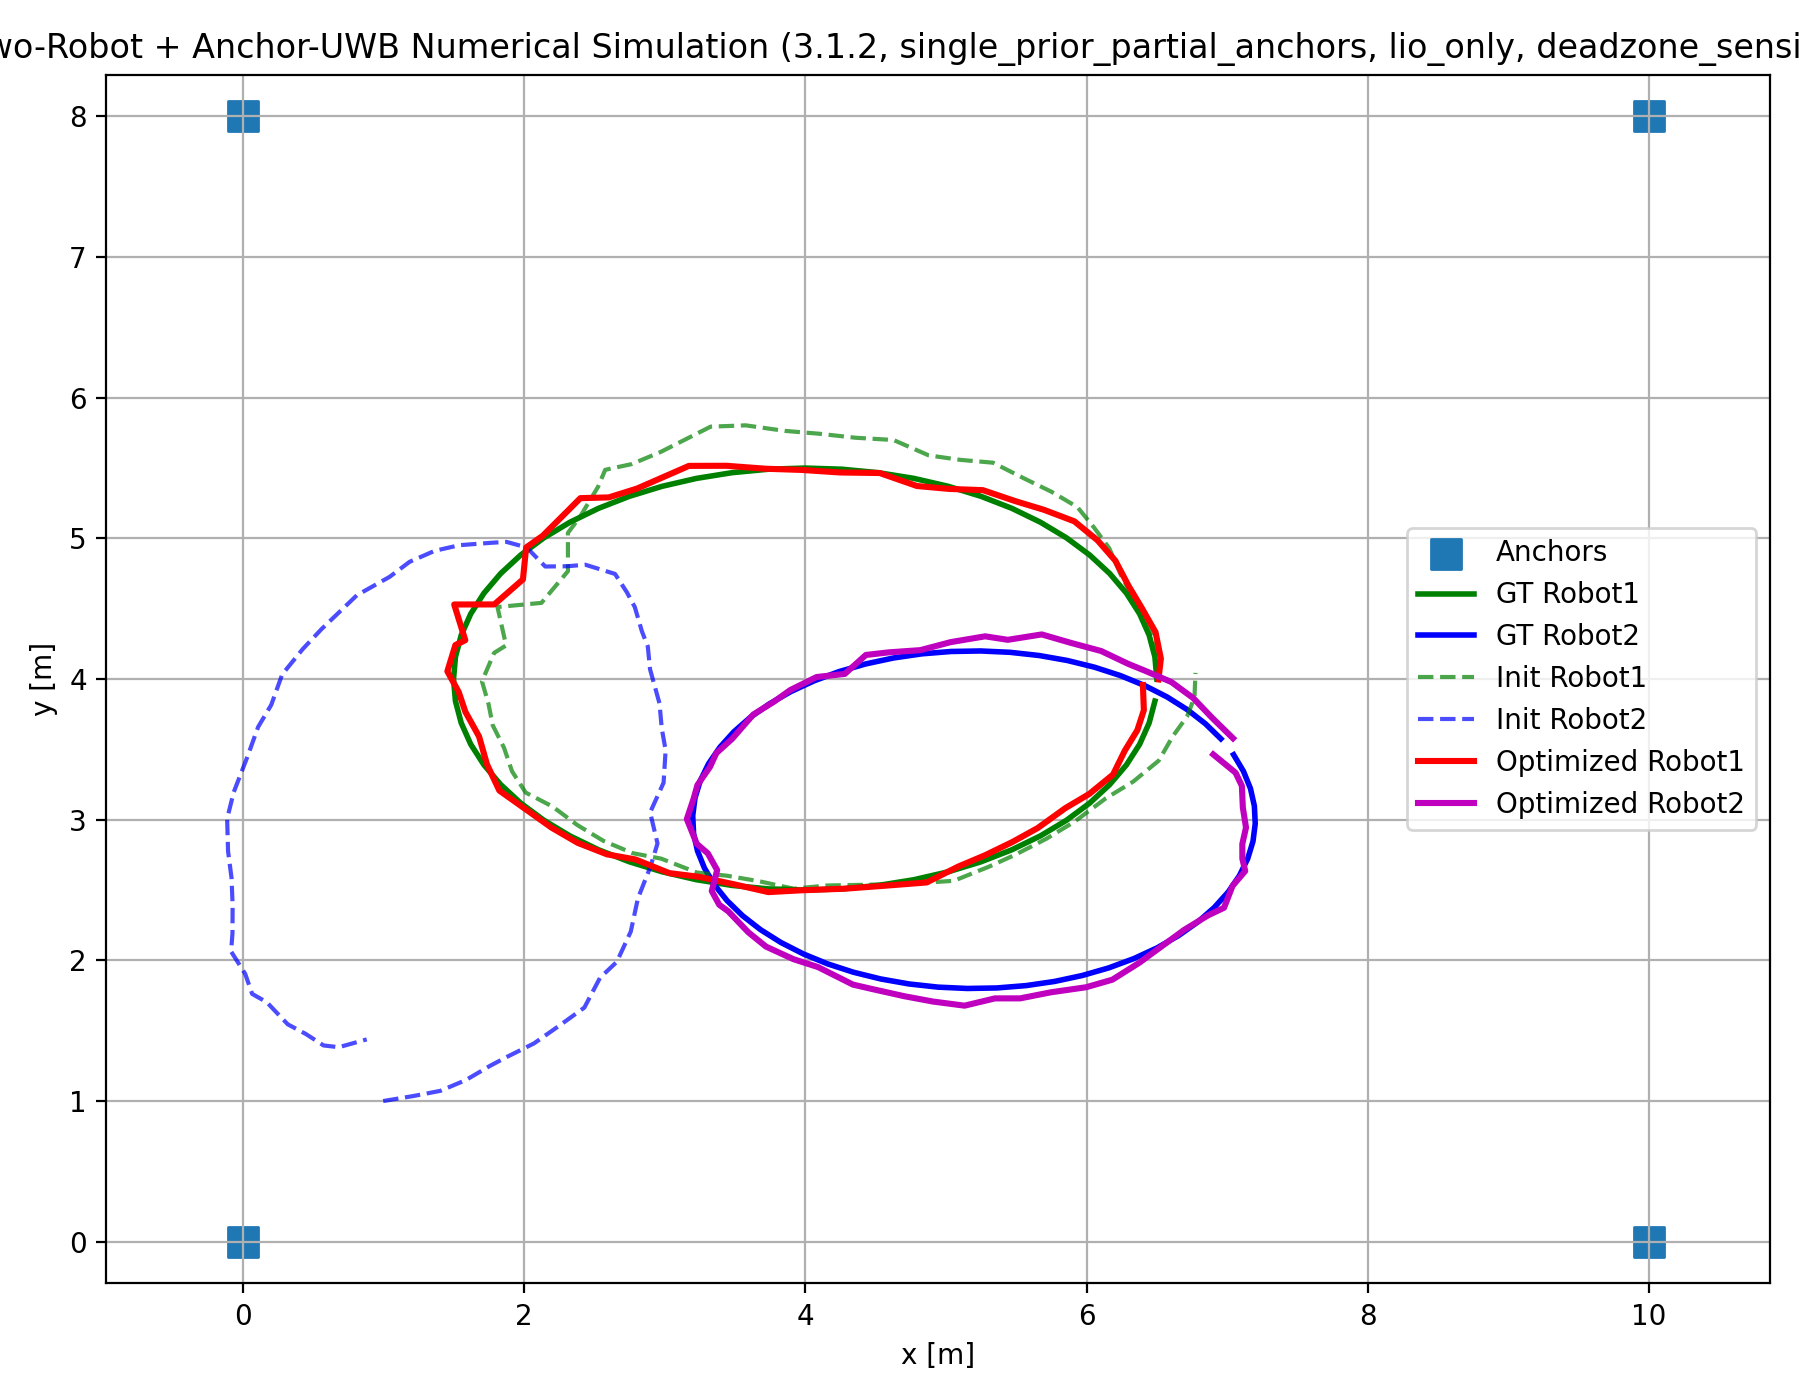 wo-Robot + Anchor-UWB Numerical Simulation (3.1.2, single_prior_partial_anchors, lio_only, deadzone_sensi
8
7
6
5
4
3
2
1
0
y [m]
Anchors
GT Robot1
GT Robot2
Init Robot1
Init Robot2
Optimized Robot1
Optimized Robot2
0 2 4 6 8 10
x [m]